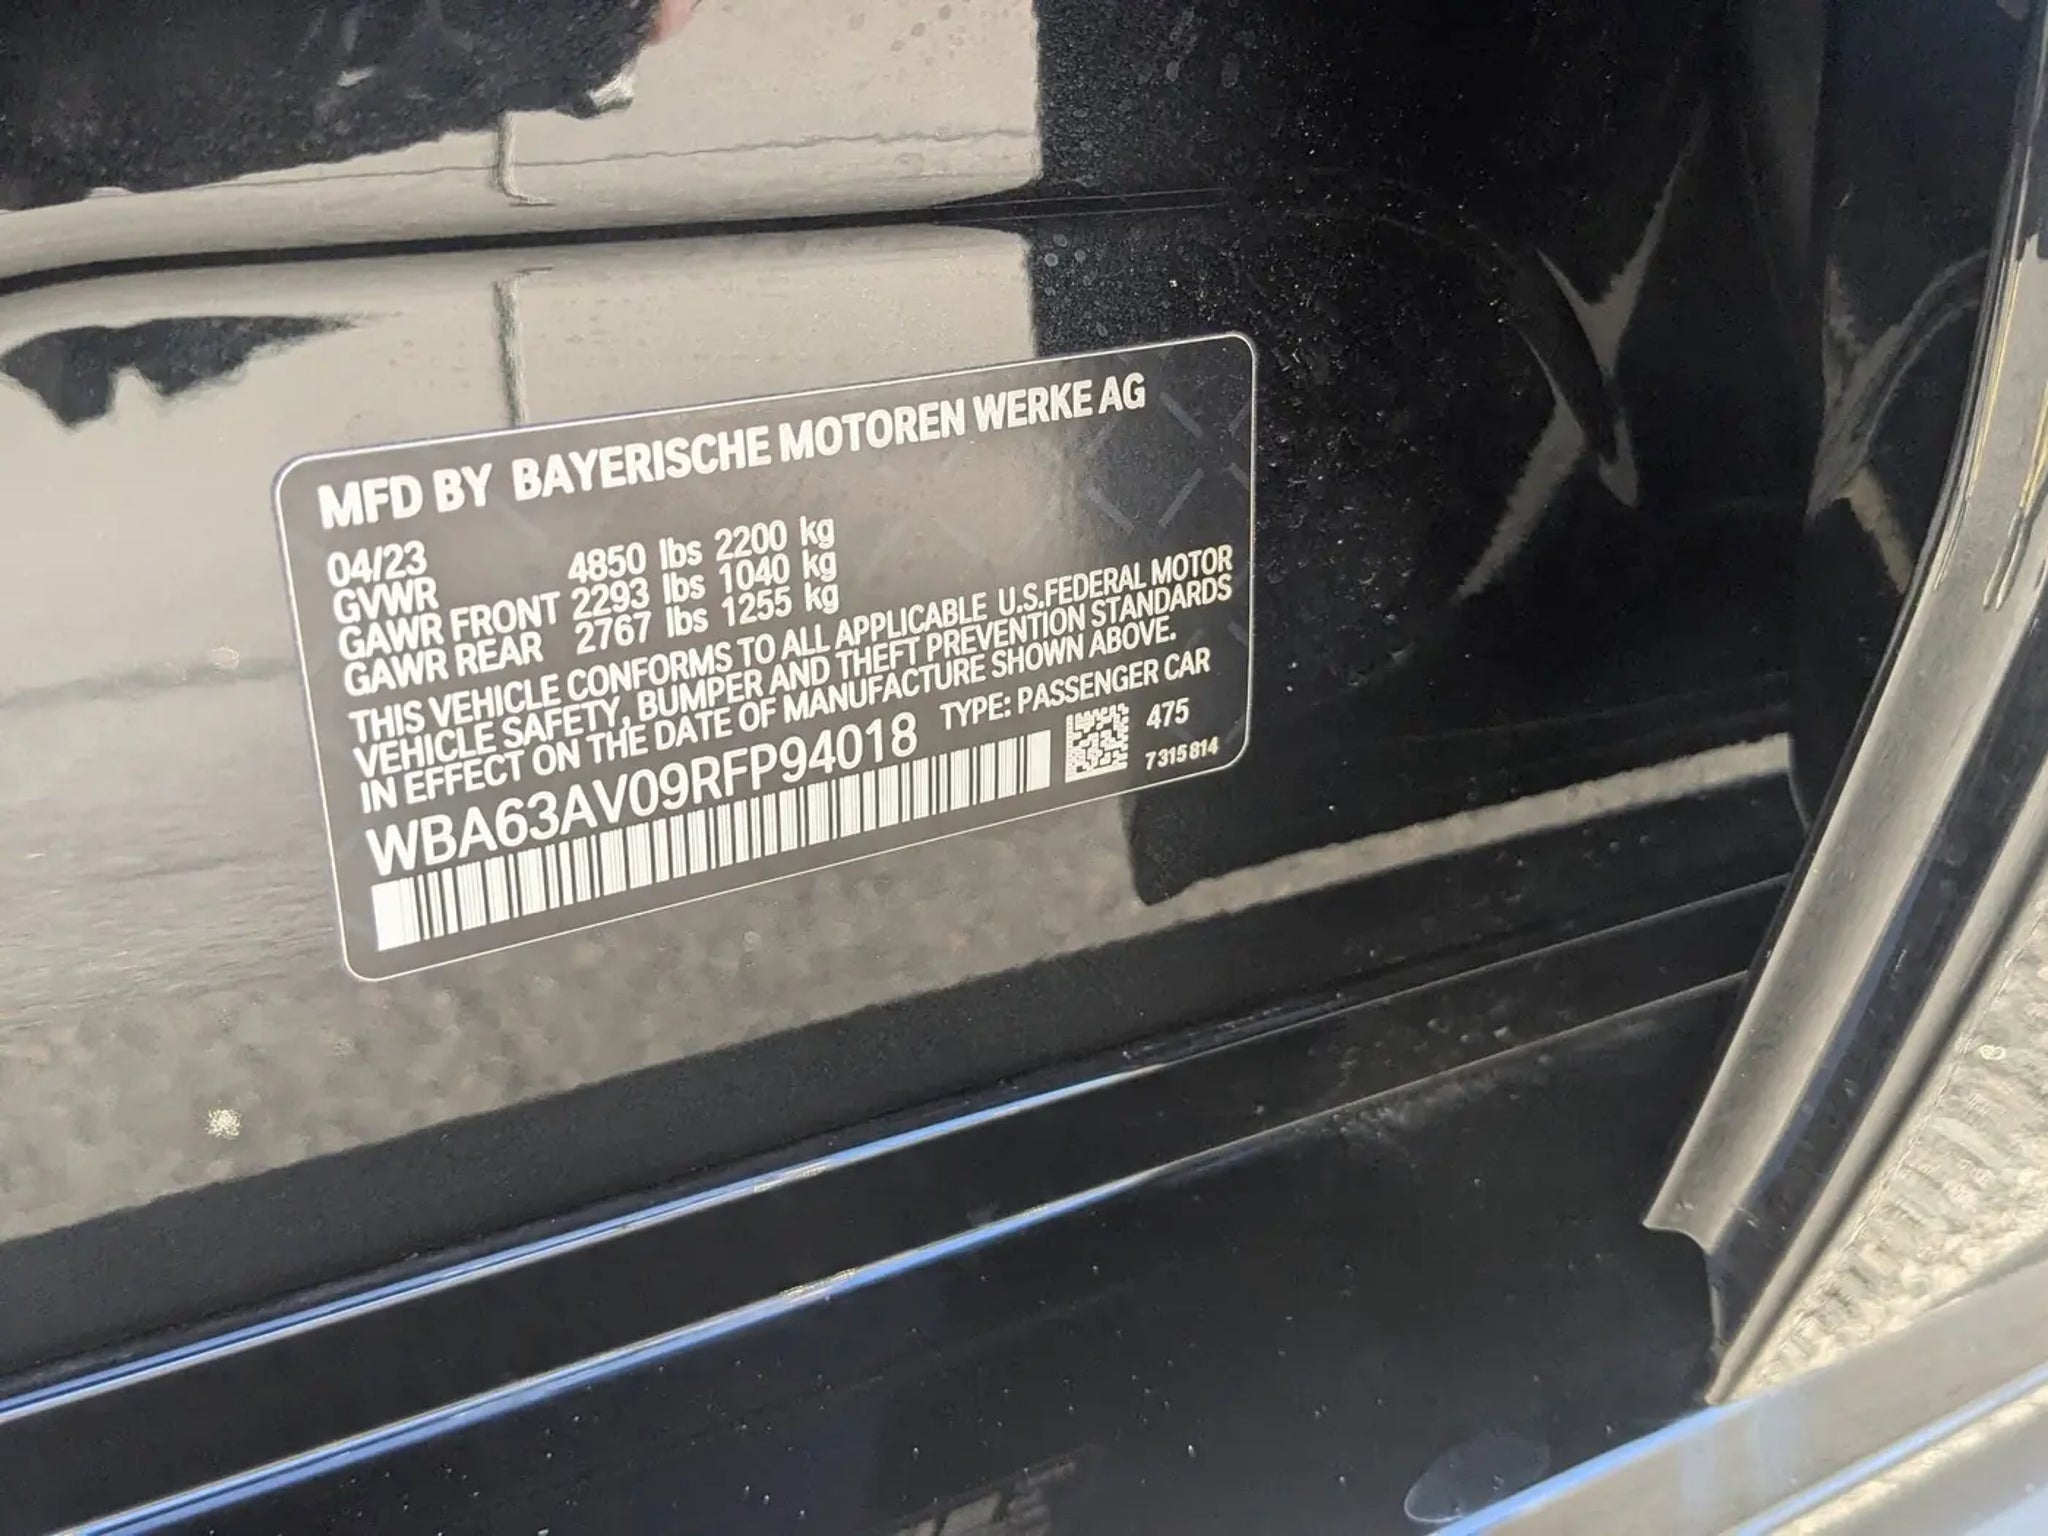 MFD BY BAYERISCHE MOTOREN WERKE AG
04/23
GVWR 4850 lbs 2200 kg
GAWR FRONT 2293 lbs 1040 kg
GAWR REAR 2767 lbs 1255 kg
THIS VEHICLE CONFORMS TO ALL APPLICABLE U.S.FEDERAL MOTOR
VEHICLE SAFETY, BUMPER AND THEFT PREVENTION STANDARDS
IN EFFECT ON THE DATE OF MANUFACTURE SHOWN ABOVE.
WBA63AV09RFP94018 TYPE: PASSENGER CAR
475
7315814